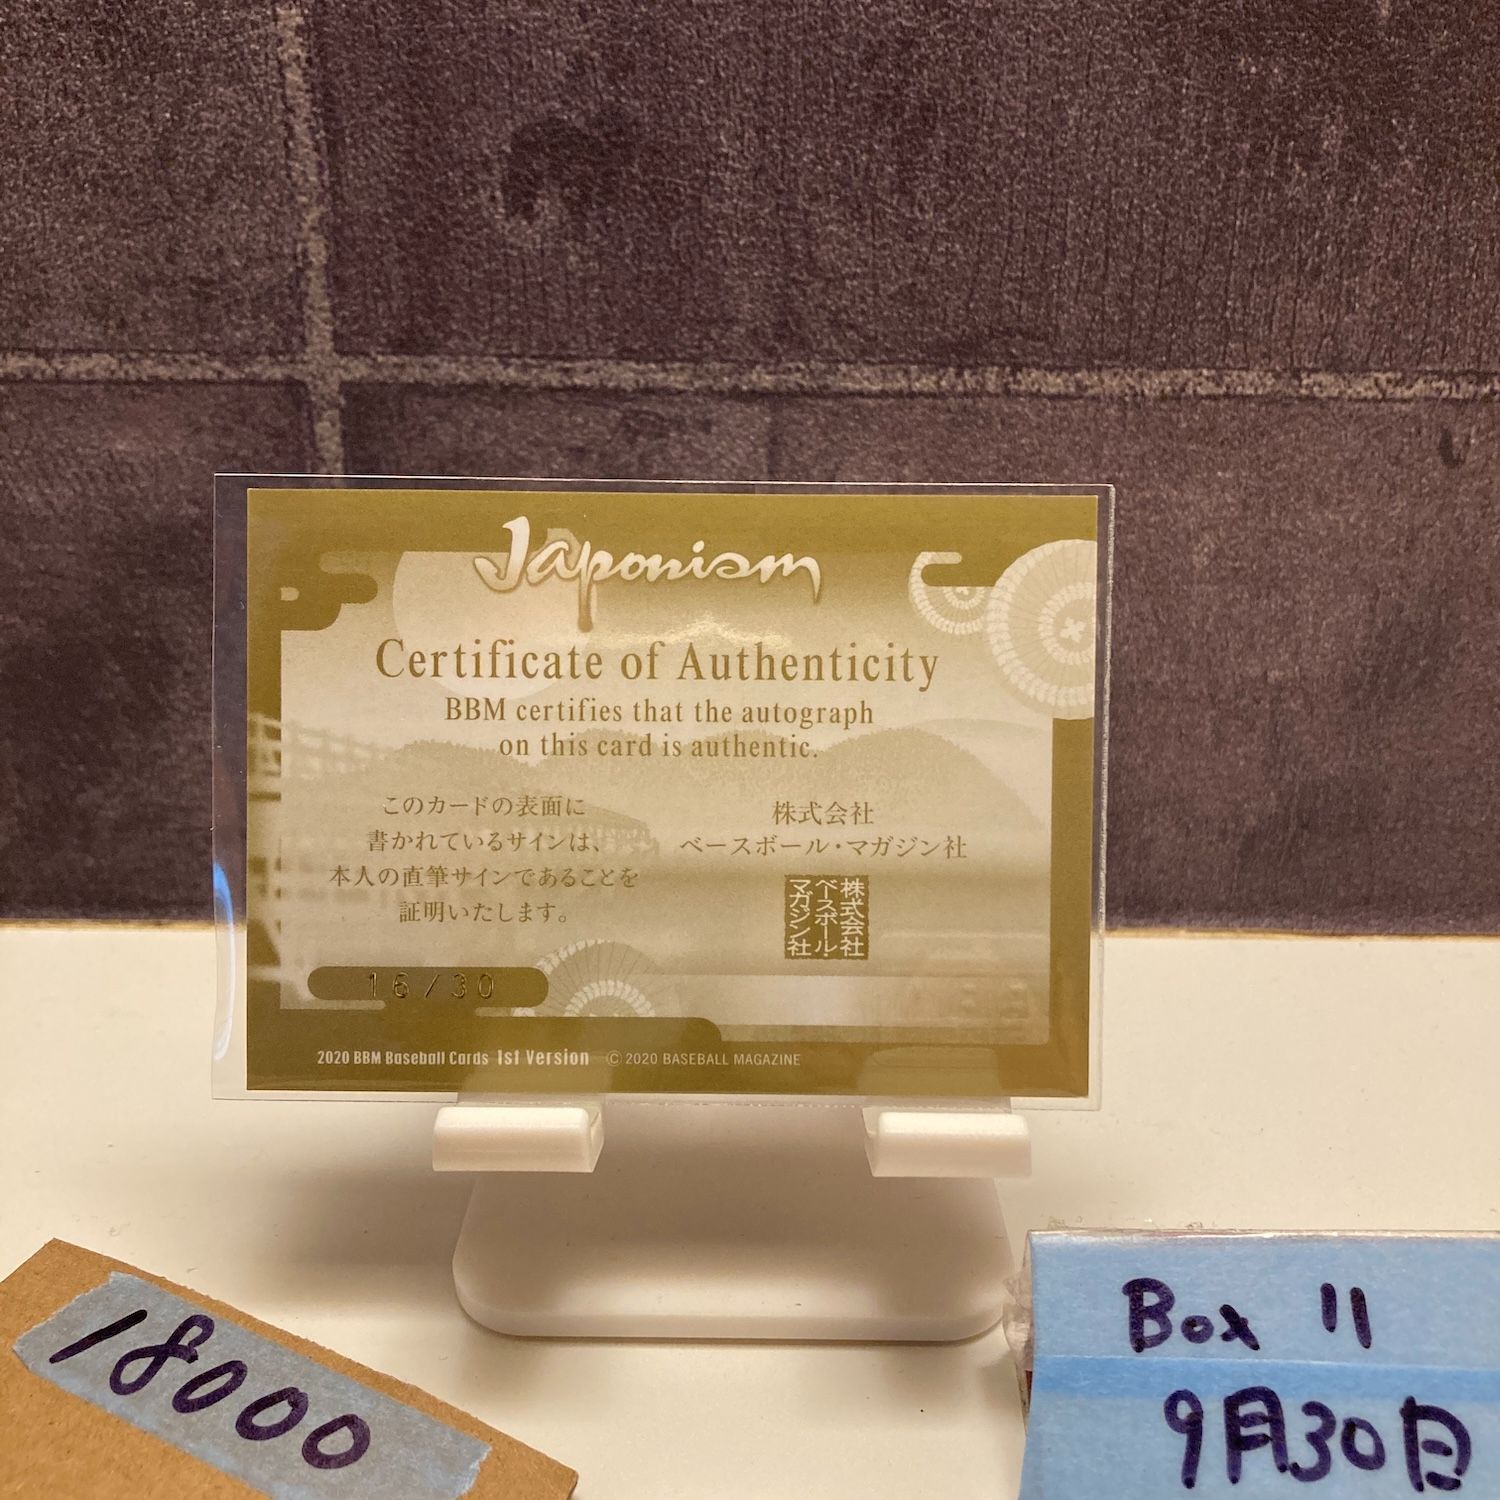 Japonism
Certificate of Authenticity
BBM certifies that the autograph
on this card is authentic.
このカードの表面に
書かれているサインは、
本人の直筆サインであることを
証明いたします。
株式会社
ベースボール・マガジン社
株式会社
ベースボール・
マガジン社
16/30
2020 BBM Baseball Cards 1st Version © 2020 BASEBALL MAGAZINE
18000
Box 11
9月30日